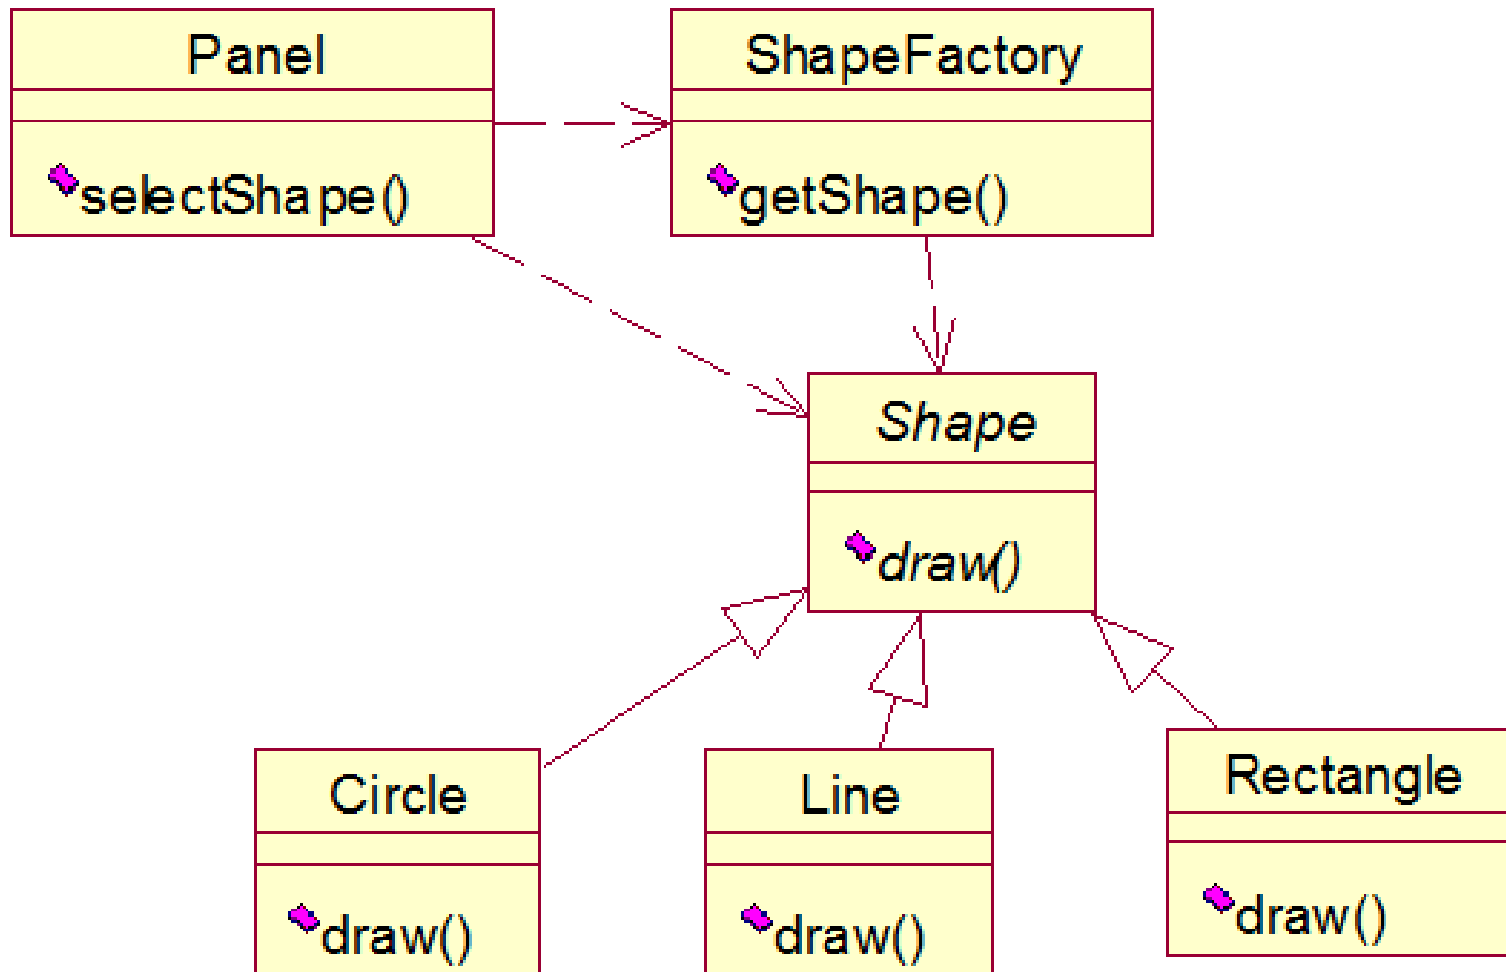 Panel
selectShape()
ShapeFactory
getShape()
Shape
draw()
Circle
draw()
Line
draw()
Rectangle
draw()